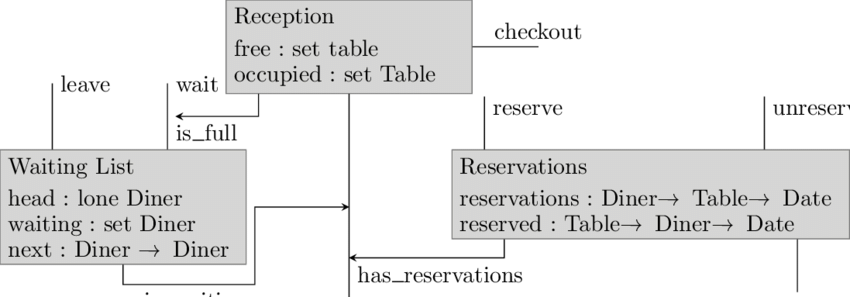 Reception
free : set table
occupied : set Table
checkout
leave
wait
is_full
reserve
Waiting List
head : lone Diner
waiting : set Diner
next : Diner → Diner
Reservations
reservations : Diner→ Table→ Date
reserved : Table→ Diner→ Date
has_reservations